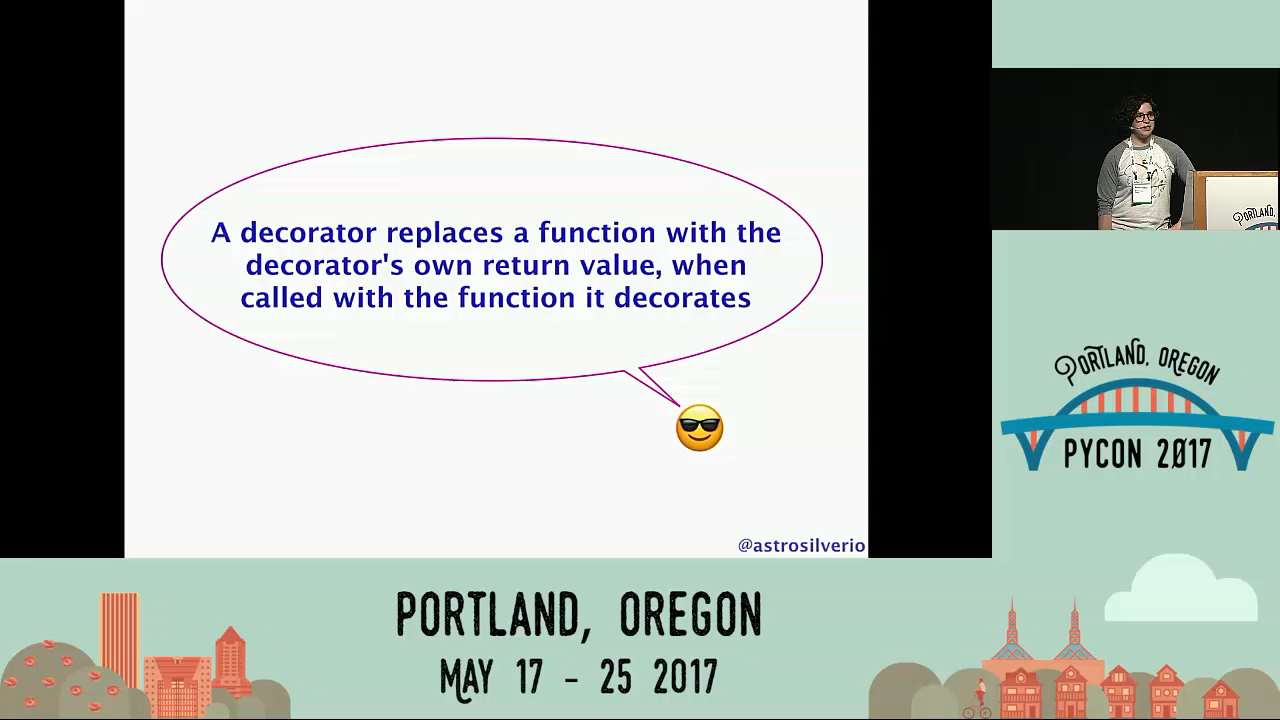 A decorator replaces a function with the
decorator's own return value, when
called with the function it decorates
@astrosilverio
PORTLAND,
PORTLAND, OREGON
PYCON 2017
PORTLAND, OREGON
MAY 17 - 25 2017